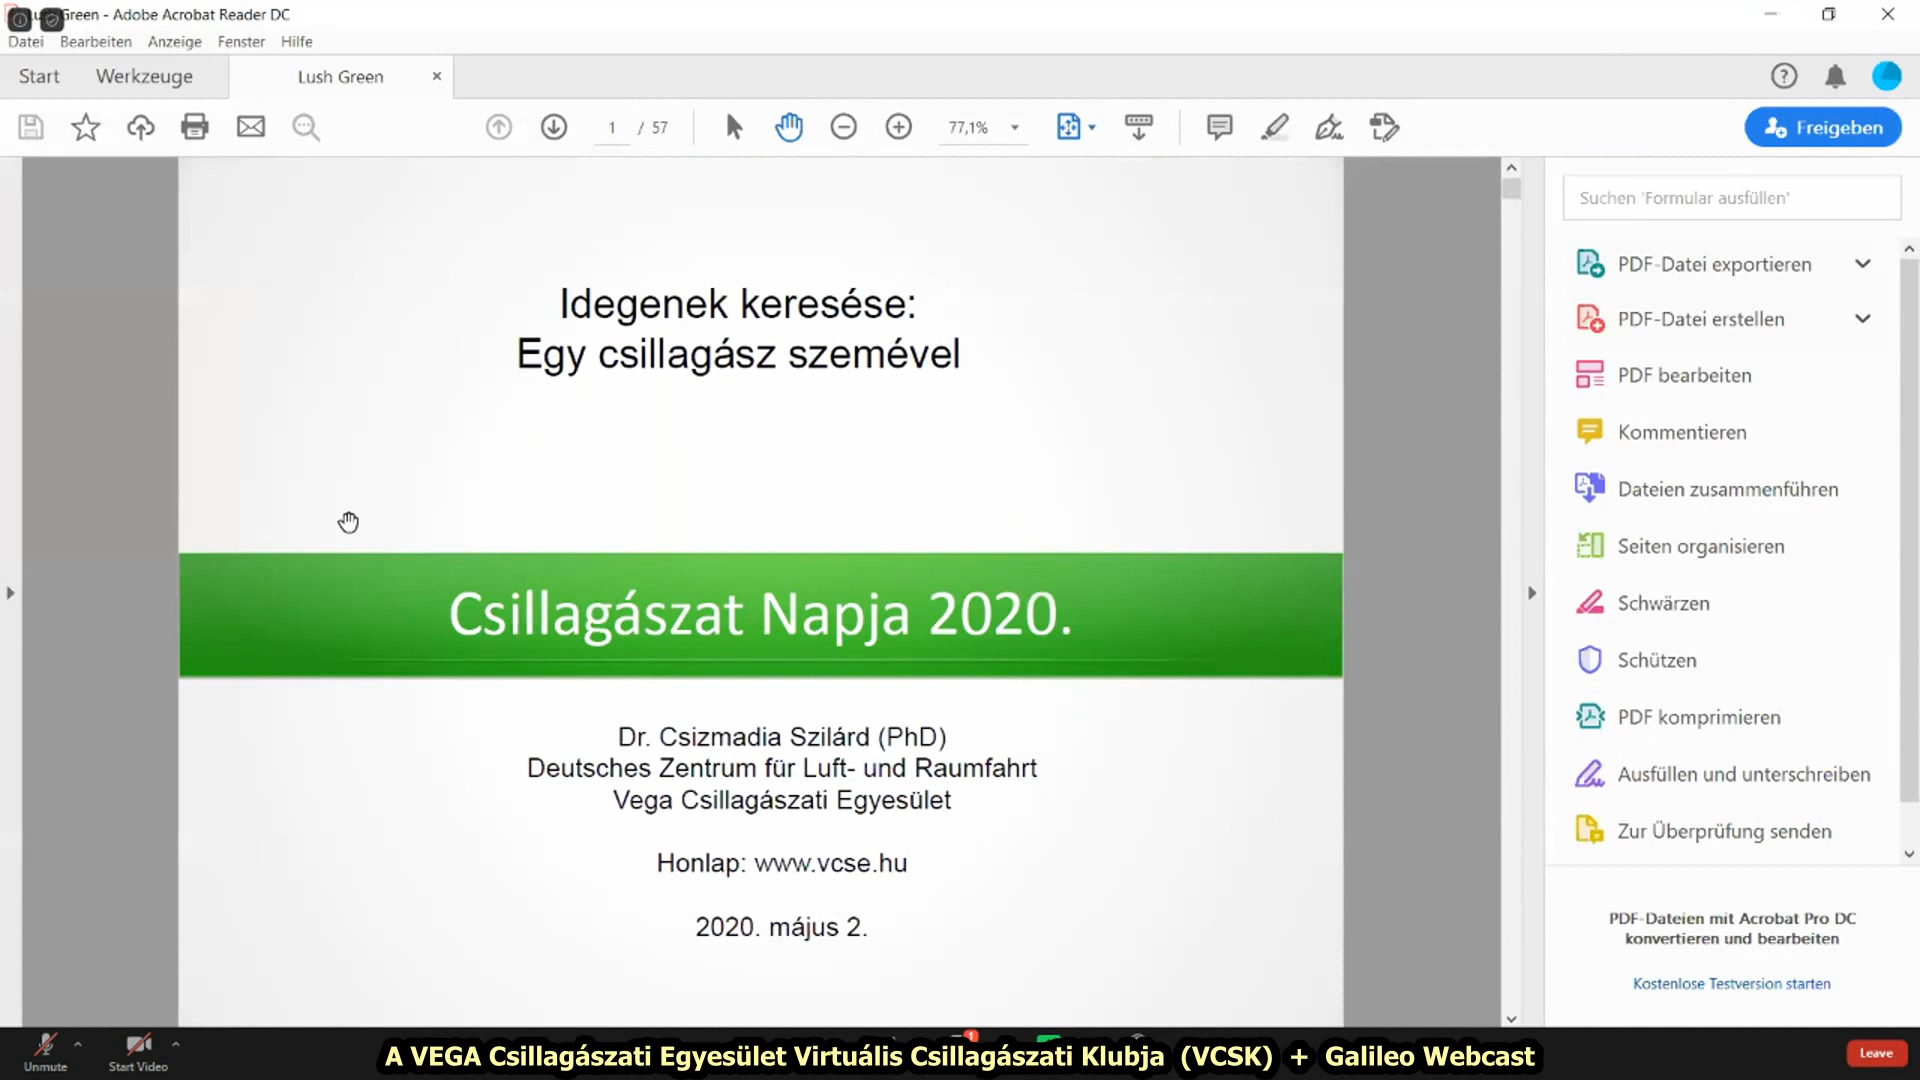 Green - Adobe Acrobat Reader DC
Datei Bearbeiten Anzeige Fenster Hilfe
Start Werkzeuge Lush Green
1 / 57 77,1% Freigeben
Suchen 'Formular ausfüllen'
PDF-Datei exportieren
PDF-Datei erstellen
PDF bearbeiten
Kommentieren
Dateien zusammenführen
Seiten organisieren
Schwärzen
Schützen
PDF komprimieren
Ausfüllen und unterschreiben
Zur Überprüfung senden
PDF-Dateien mit Acrobat Pro DC
konvertieren und bearbeiten
Kostenlose Testversion starten
Idegenek keresése:
Egy csillagász szemével
Csillagászat Napja 2020.
Dr. Csizmadia Szilárd (PhD)
Deutsches Zentrum für Luft- und Raumfahrt
Vega Csillagászati Egyesület
Honlap: www.vcse.hu
2020. május 2.
Unmute Start Video
1
A VEGA Csillagászati Egyesület Virtuális Csillagászati Klubja (VCSK) + Galileo Webcast
Leave